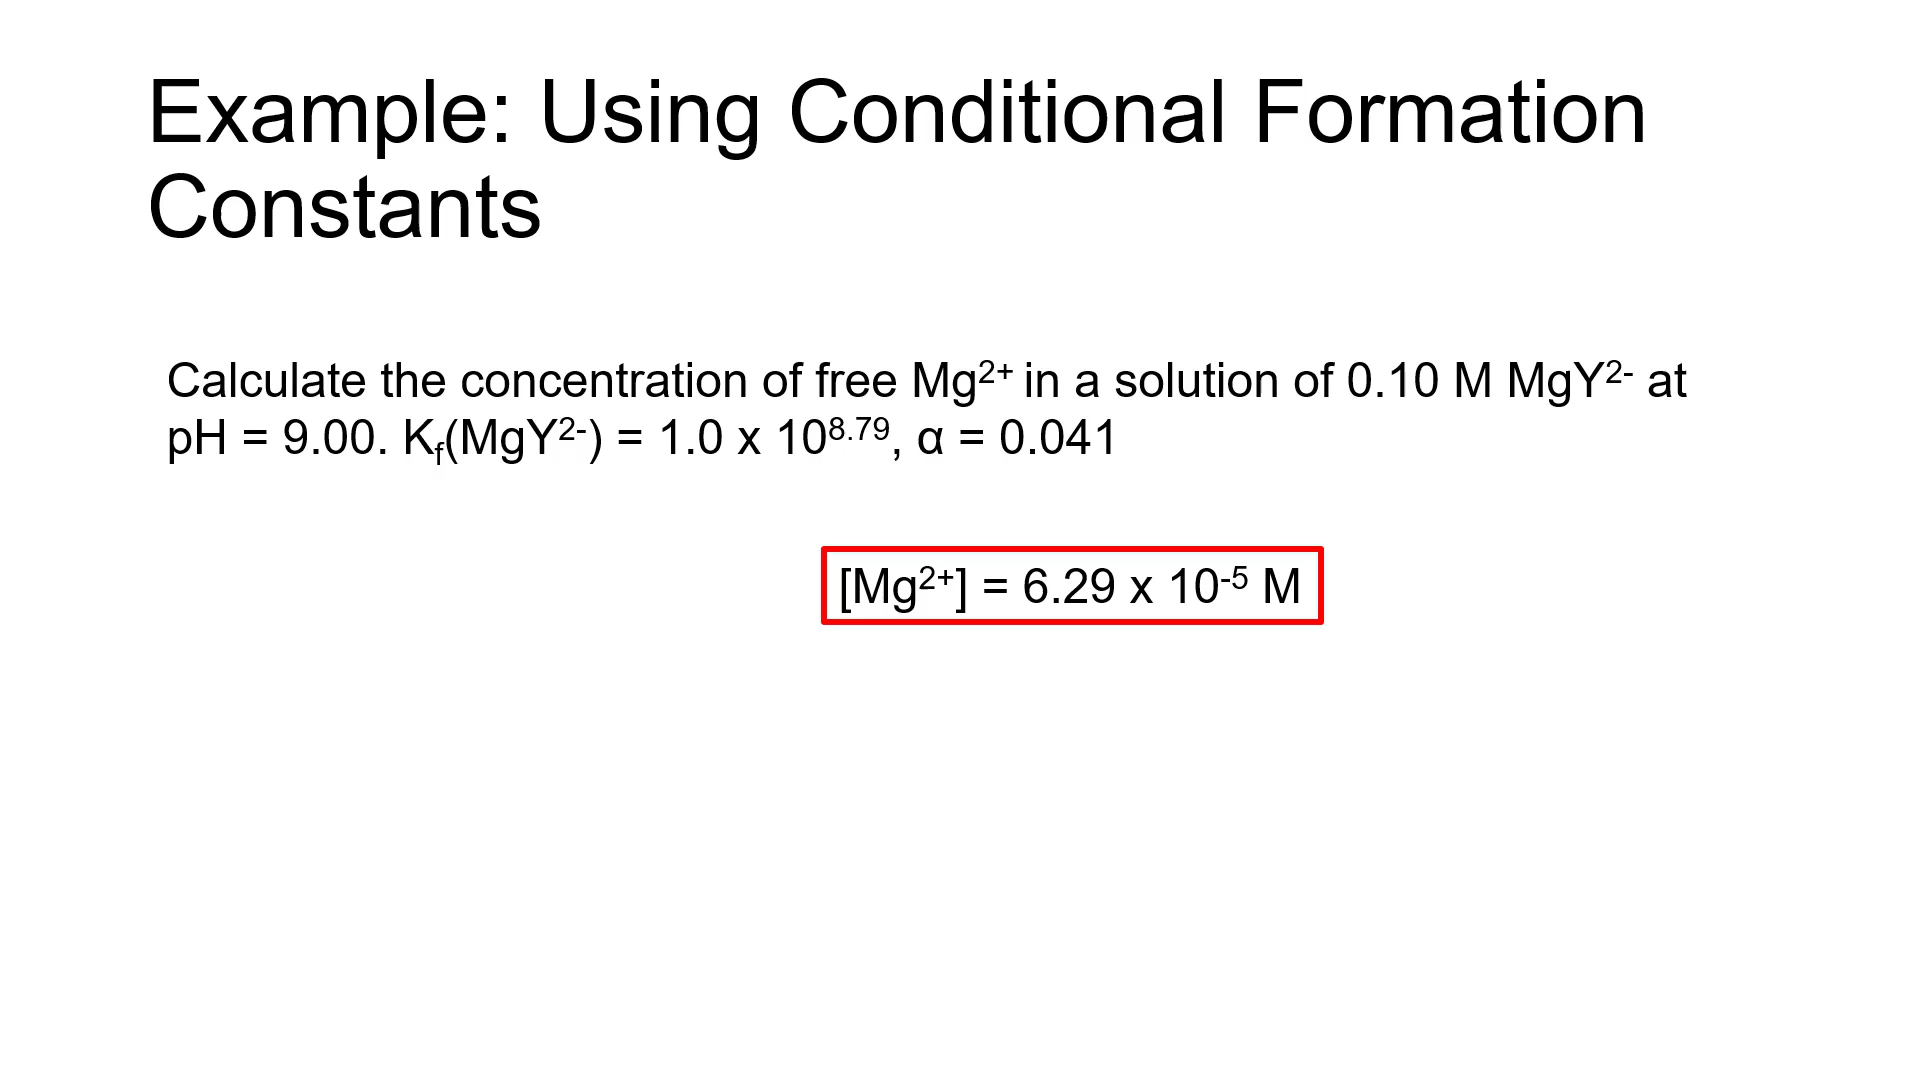 Example: Using Conditional Formation
Constants
Calculate the concentration of free Mg²⁺ in a solution of 0.10 M MgY²⁻ at
pH = 9.00. K_f(MgY²⁻) = 1.0 x 10⁸·⁷⁹, α = 0.041
[Mg²⁺] = 6.29 x 10⁻⁵ M